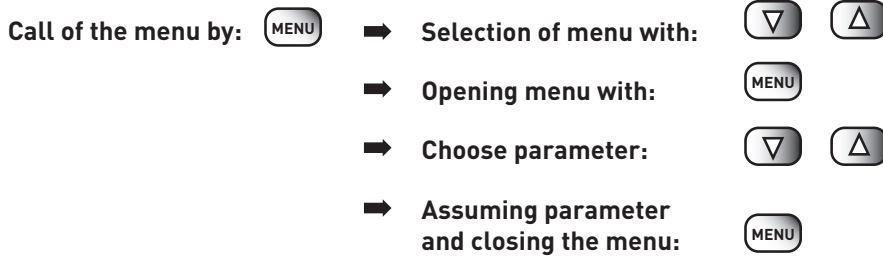 Call of the menu by: MENU ➡ Selection of menu with: ▽ △
➡ Opening menu with: MENU
➡ Choose parameter: ▽ △
➡ Assuming parameter
and closing the menu: MENU